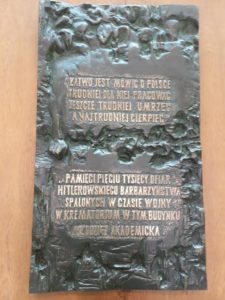 ŁATWO JEST MÓWIĆ O POLSCE
TRUDNIEJ DLA NIEJ PRACOWAĆ
JESZCZE TRUDNIEJ UMRZEĆ
A NAJTRUDNIEJ CIERPIEĆ
PAMIĘCI PIĘCIU TYSIĘCY OFIAR
HITLEROWSKIEGO BARBARZYŃSTWA
SPALONYCH W CZASIE WOJNY
W KREMATORIUM W TYM BUDYNKU
MŁODZIEŻ AKADEMICKA